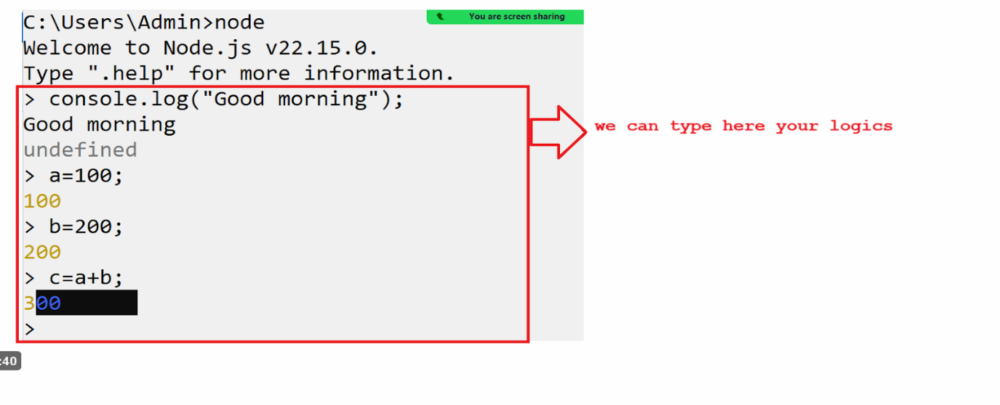 C:\Users\Admin>node
You are screen sharing
Welcome to Node.js v22.15.0.
Type ".help" for more information.
> console.log("Good morning");
Good morning
we can type here your logics
undefined
> a=100;
100
> b=200;
200
> c=a+b;
300
>
:40